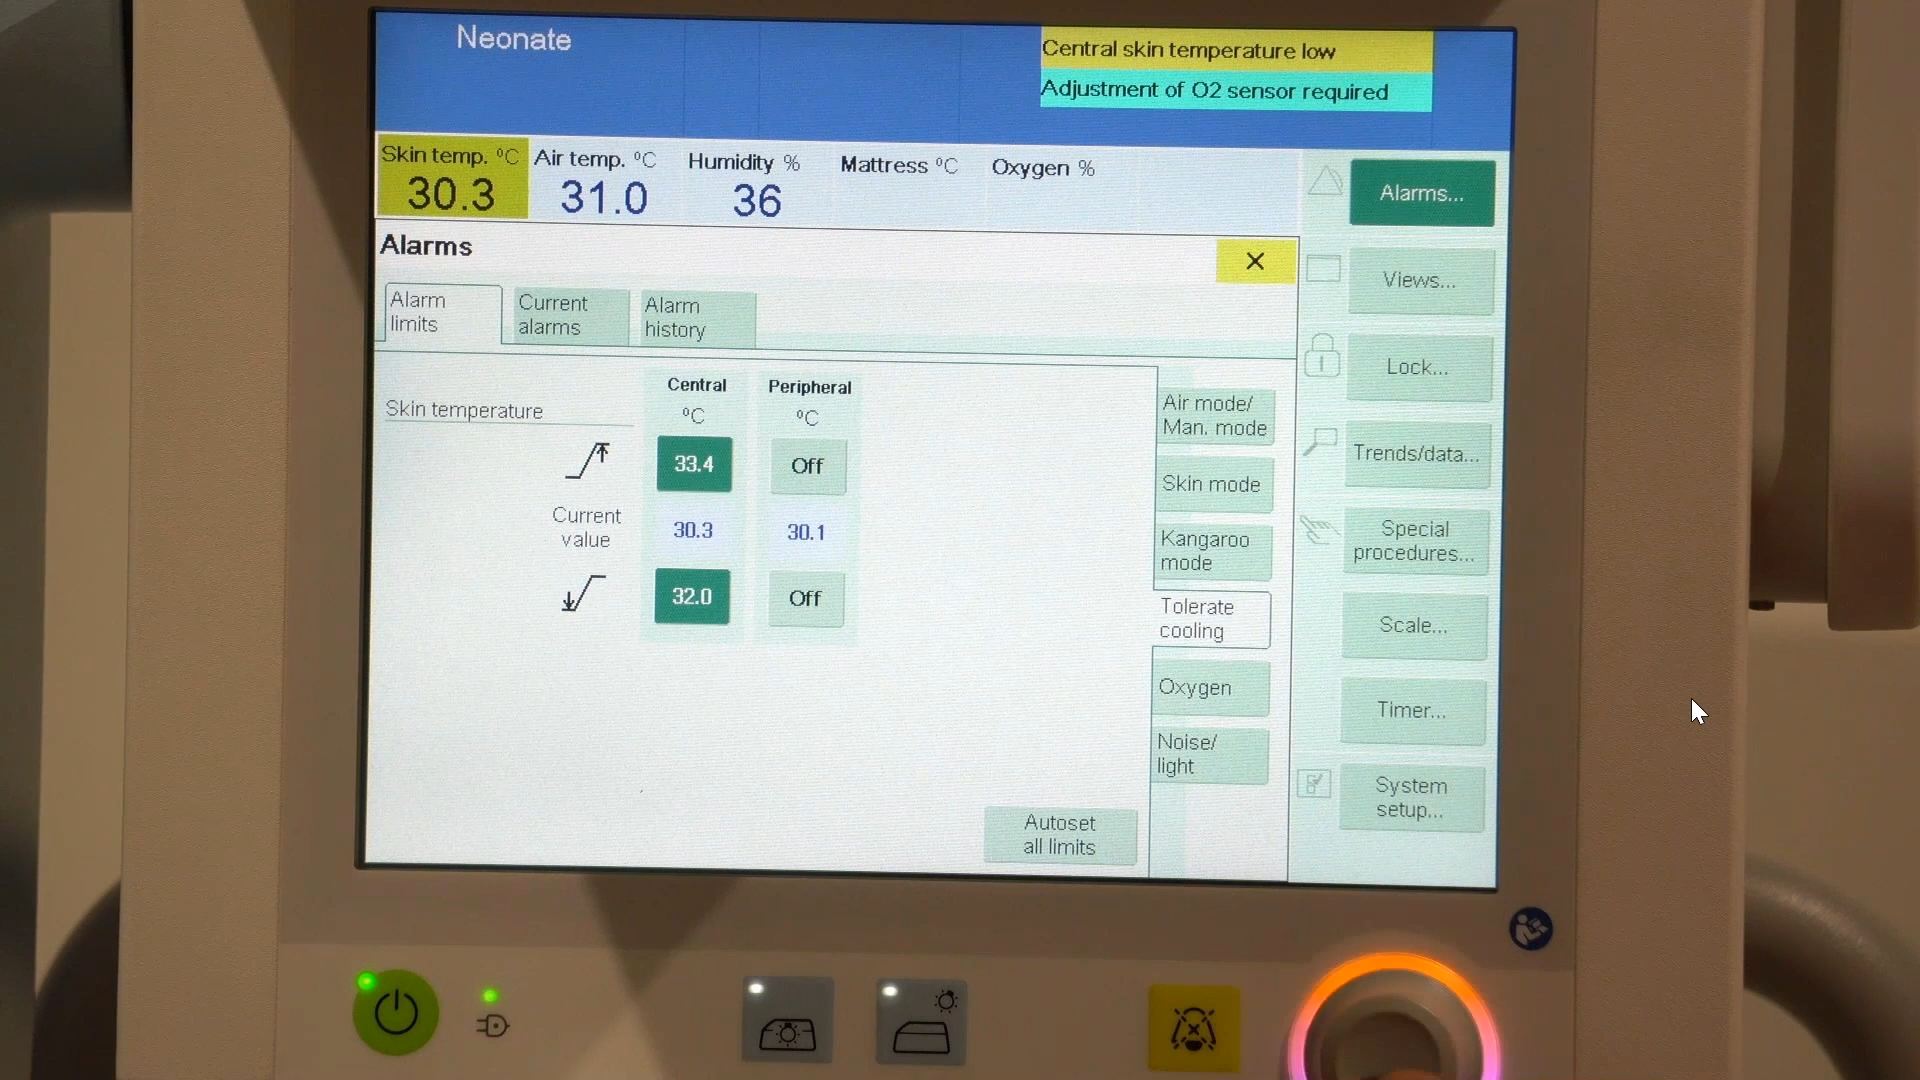 Neonate
Central skin temperature low
Adjustment of O2 sensor required
Skin temp. °C
30.3
Air temp. °C
31.0
Humidity %
36
Mattress °C
Oxygen %
Alarms...
Alarms
X
Views...
Alarm
limits
Current
alarms
Alarm
history
Lock...
Central
Peripheral
Skin temperature
°C
°C
Air mode/
Man. mode
33.4
Off
Trends/data...
Skin mode
Current
value
30.3
30.1
Kangaroo
mode
Special
procedures...
32.0
Off
Tolerate
cooling
Scale...
Oxygen
Timer...
Noise/
light
System
setup...
Autoset
all limits